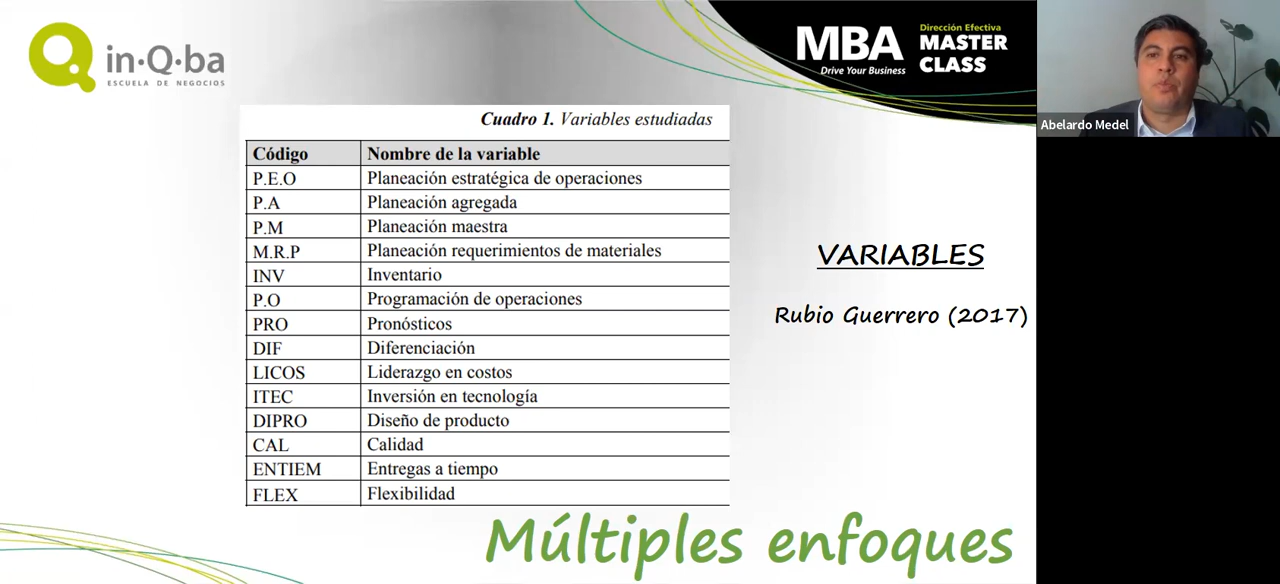 in·Q·ba
ESCUELA DE NEGOCIOS
MBA
Drive Your Business
Dirección Efectiva
MASTER
CLASS
Abelardo Medel
Cuadro 1. Variables estudiadas
Código Nombre de la variable
P.E.O Planeación estratégica de operaciones
P.A Planeación agregada
P.M Planeación maestra
M.R.P Planeación requerimientos de materiales
INV Inventario
P.O Programación de operaciones
PRO Pronósticos
DIF Diferenciación
LICOS Liderazgo en costos
ITEC Inversión en tecnología
DIPRO Diseño de producto
CAL Calidad
ENTIEM Entregas a tiempo
FLEX Flexibilidad
VARIABLES
Rubio Guerrero (2017)
Múltiples enfoques